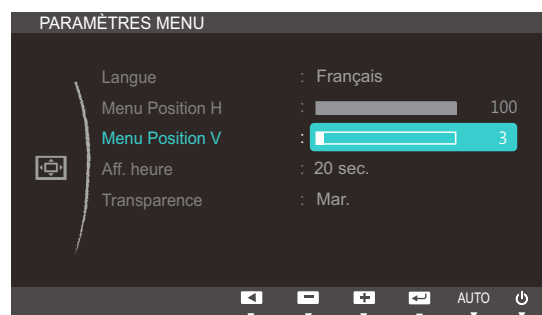 PARAMÈTRES MENU
Langue : Français
Menu Position H : 100
Menu Position V : 3
Aff. heure : 20 sec.
Transparence : Mar.
AUTO